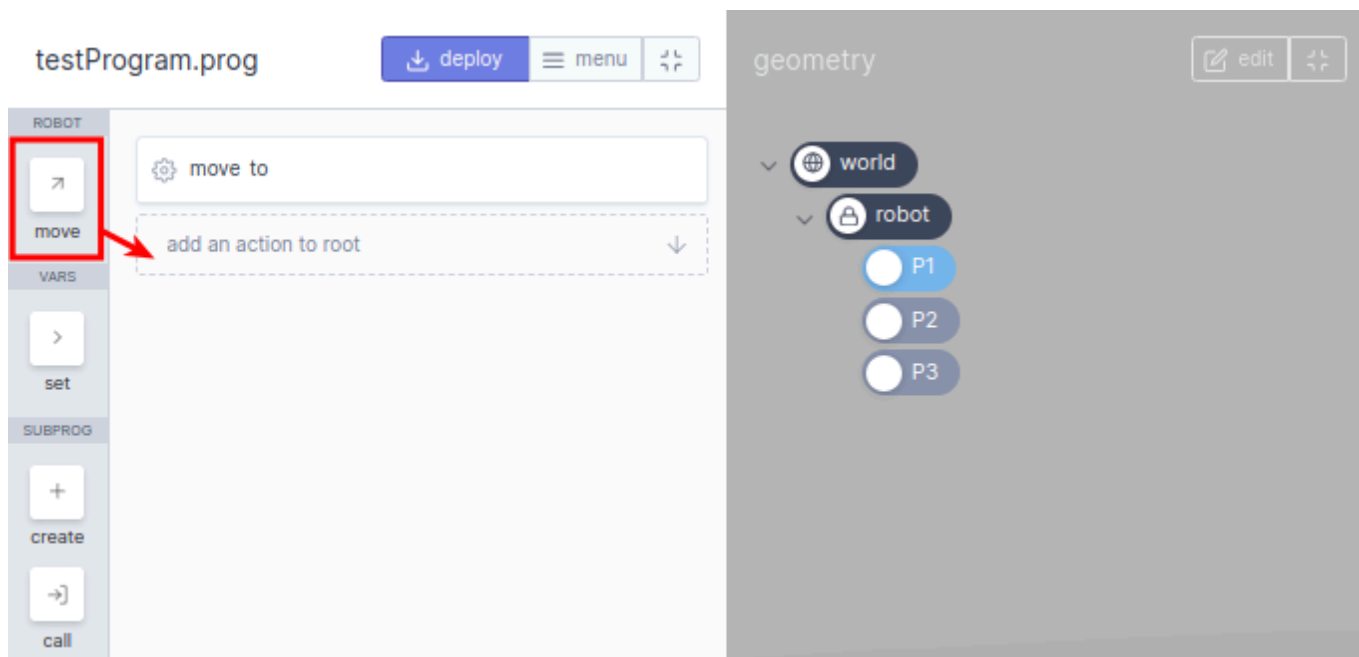 testProgram.prog
deploy
menu
geometry
edit
ROBOT
move
VARS
set
SUBPROG
create
call
move to
add an action to root
world
robot
P1
P2
P3